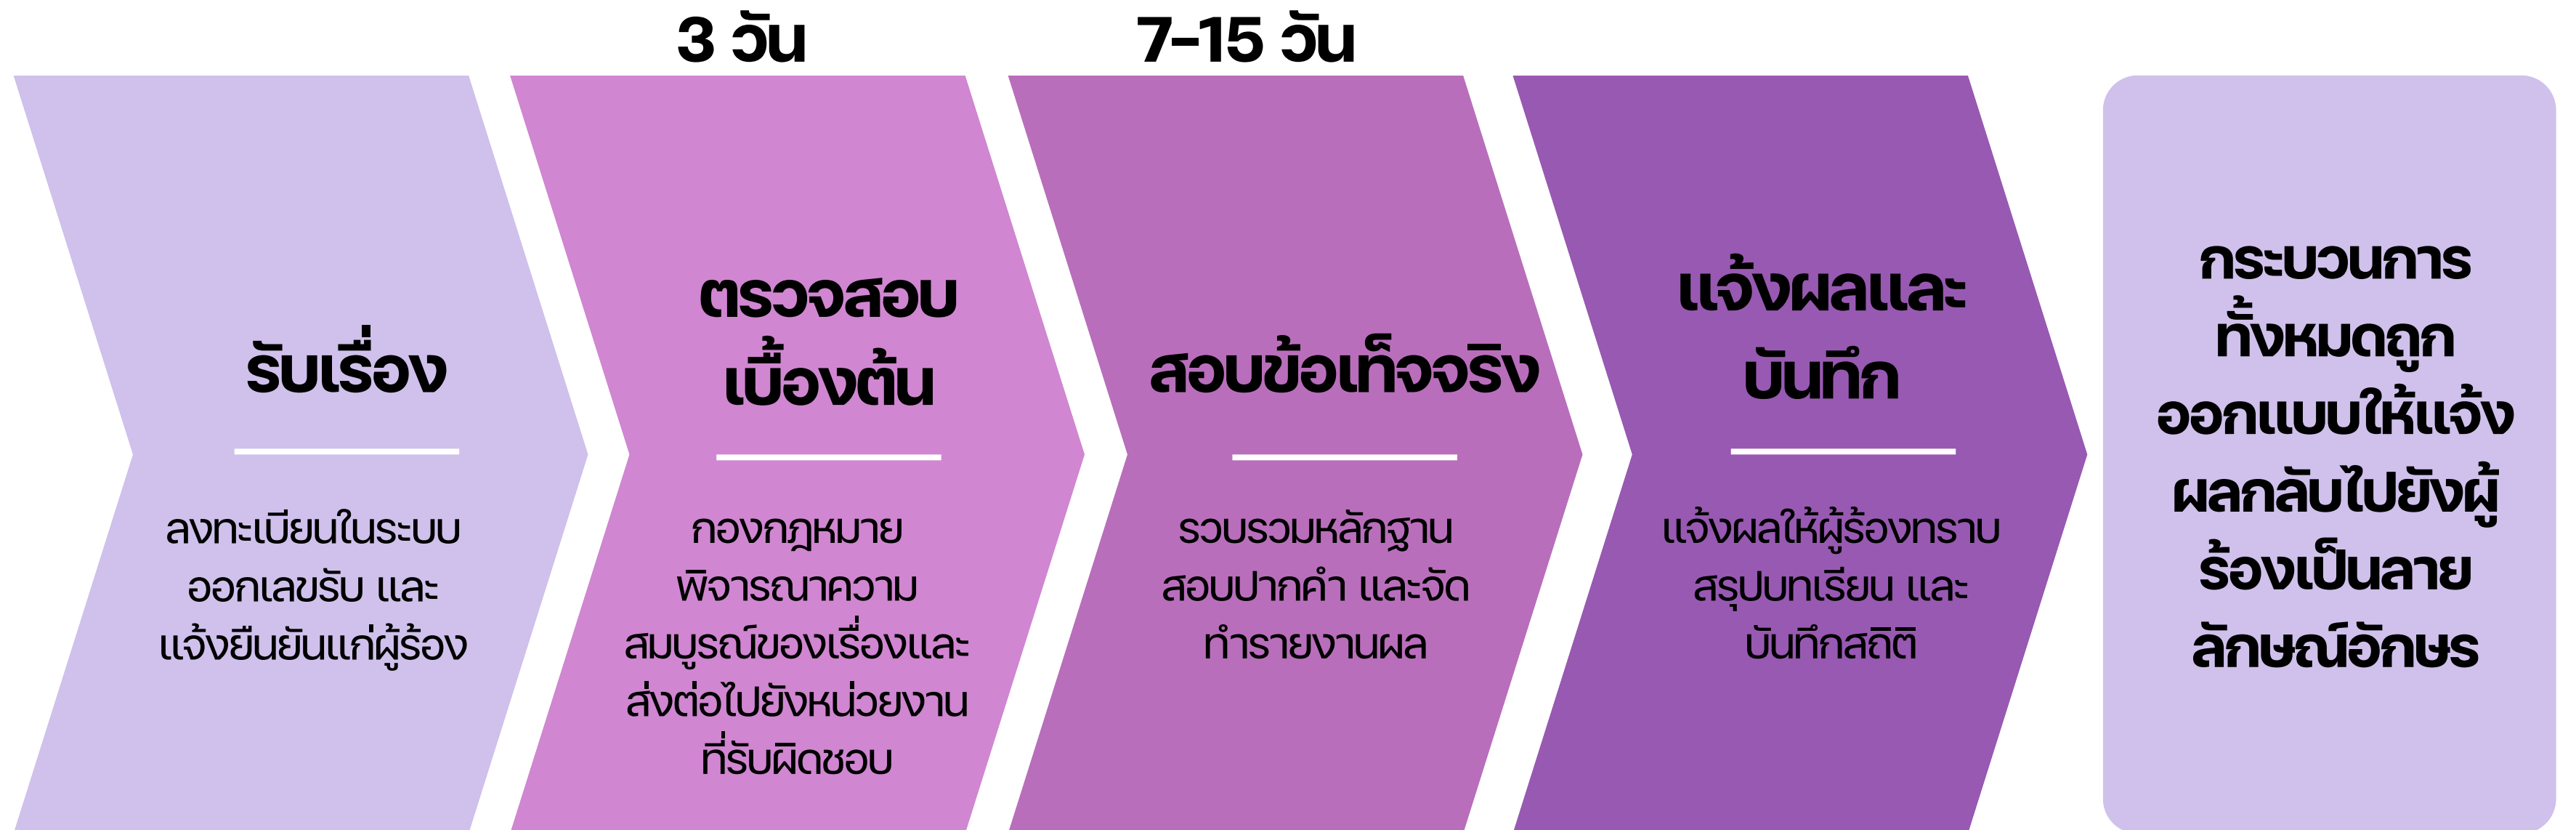 3 วัน
7-15 วัน
รับเรื่อง
ลงทะเบียนในระบบ
ออกเลขรับ และ
แจ้งยืนยันแก่ผู้ร้อง
ตรวจสอบ
เบื้องต้น
กองกฎหมาย
พิจารณาความ
สมบูรณ์ของเรื่องและ
ส่งต่อไปยังหน่วยงาน
ที่รับผิดชอบ
สอบข้อเท็จจริง
รวบรวมหลักฐาน
สอบปากคำ และจัด
ทำรายงานผล
แจ้งผลและ
บันทึก
แจ้งผลให้ผู้ร้องทราบ
สรุปบทเรียน และ
บันทึกสถิติ
กระบวนการ
ทั้งหมดถูก
ออกแบบให้แจ้ง
ผลกลับไปยังผู้
ร้องเป็นลาย
ลักษณ์อักษร